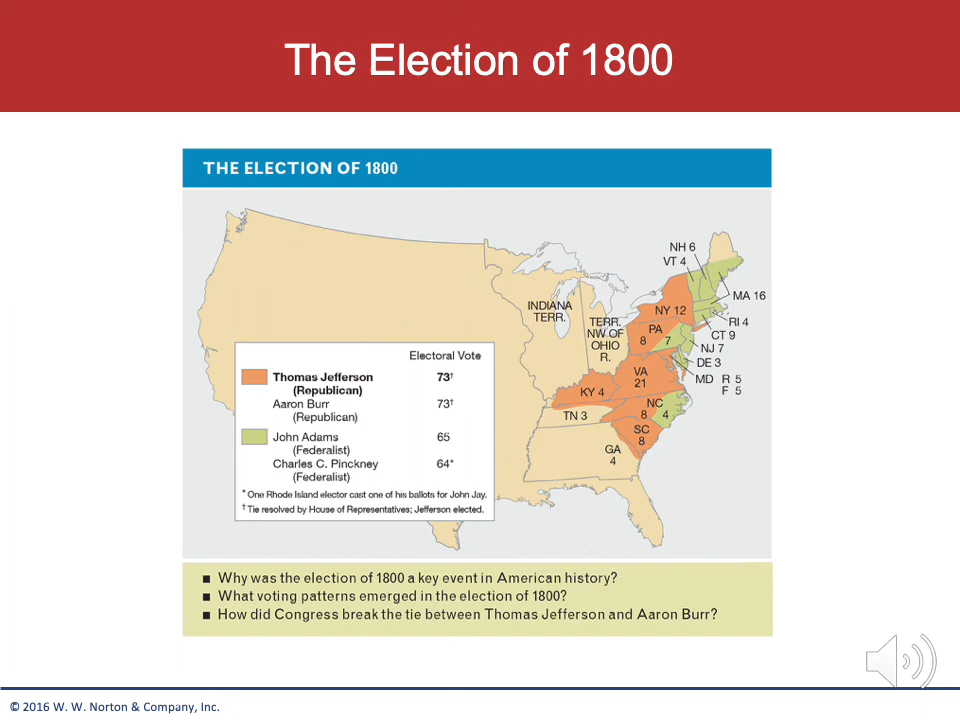 The Election of 1800
THE ELECTION OF 1800
NH 6
VT 4
MA 16
INDIANA
TERR.
NY 12
RI 4
TERR.
NW OF
OHIO
R.
PA
8
7
CT 9
NJ 7
DE 3
MD R 5
F 5
VA
21
KY 4
NC
8
4
TN 3
SC
8
GA
4
Electoral Vote
Thomas Jefferson 73†
(Republican)
Aaron Burr 73†
(Republican)
John Adams 65
(Federalist)
Charles C. Pinckney 64*
(Federalist)
* One Rhode Island elector cast one of his ballots for John Jay.
† Tie resolved by House of Representatives; Jefferson elected.
■ Why was the election of 1800 a key event in American history?
■ What voting patterns emerged in the election of 1800?
■ How did Congress break the tie between Thomas Jefferson and Aaron Burr?
© 2016 W. W. Norton & Company, Inc.